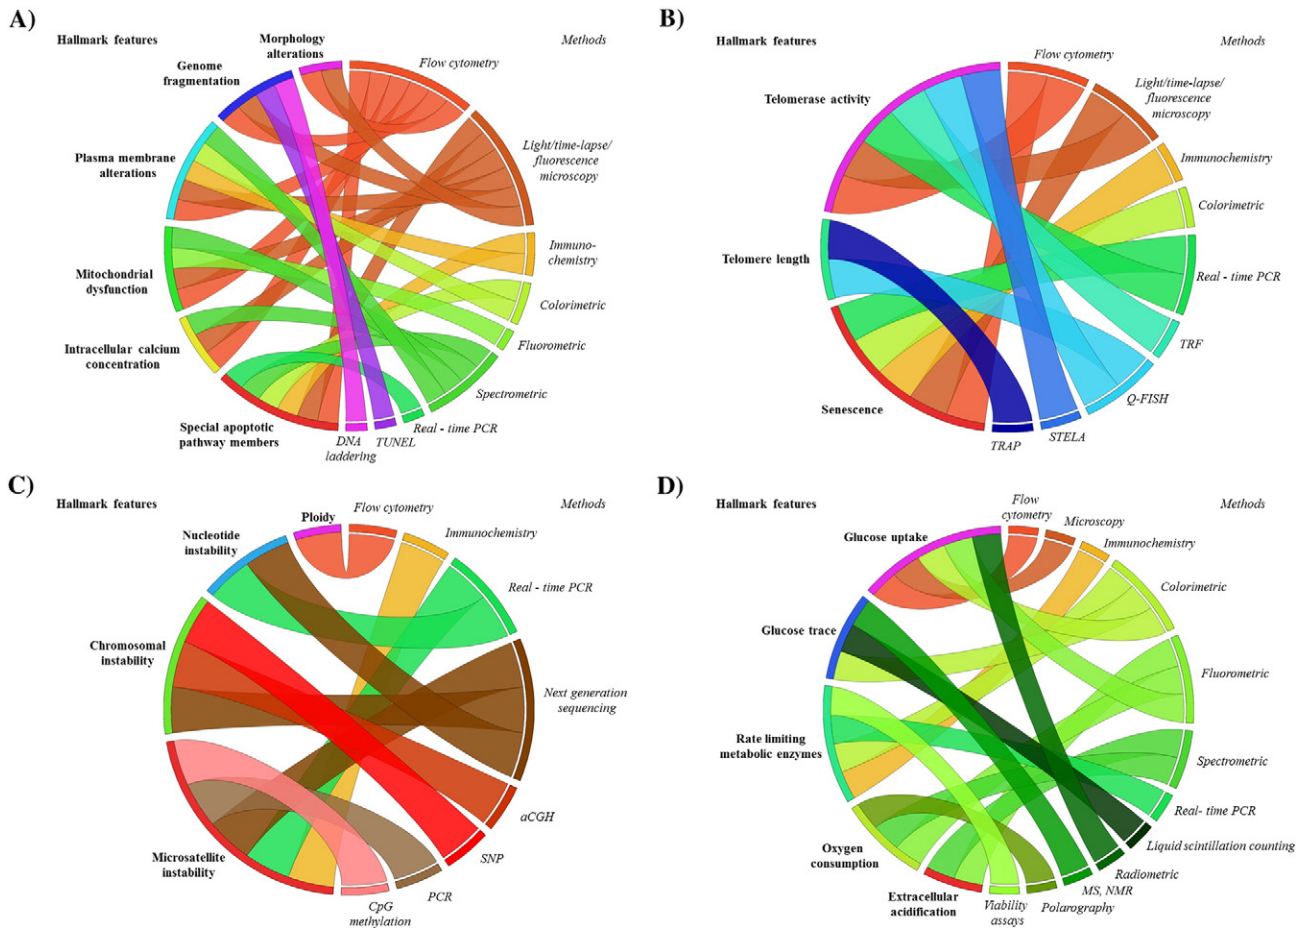 A)
Hallmark features
Methods
Morphology
alterations
Genome
fragmentation
Plasma membrane
alterations
Mitochondrial
dysfunction
Intracellular calcium
concentration
Special apoptotic
pathway members
Flow cytometry
Light/time-lapse/
fluorescence
microscopy
Immuno-
chemistry
Colorimetric
Fluorometric
Spectrometric
Real - time PCR
TUNEL
DNA
laddering
B)
Hallmark features
Methods
Telomerase activity
Telomere length
Senescence
Flow cytometry
Light/time-lapse/
fluorescence
microscopy
Immunochemistry
Colorimetric
Real - time PCR
TRF
Q-FISH
STELA
TRAP
C)
Hallmark features
Methods
Ploidy
Nucleotide
instability
Chromosomal
instability
Microsatellite
instability
Flow cytometry
Immunochemistry
Real - time PCR
Next generation
sequencing
aCGH
SNP
PCR
CpG
methylation
D)
Hallmark features
Methods
Glucose uptake
Glucose trace
Rate limiting
metabolic enzymes
Oxygen
consumption
Extracellular
acidification
Flow
cytometry
Microscopy
Immunochemistry
Colorimetric
Fluorometric
Spectrometric
Real- time PCR
Liquid scintillation counting
Radiometric
MS, NMR
Polarography
Viability
assays